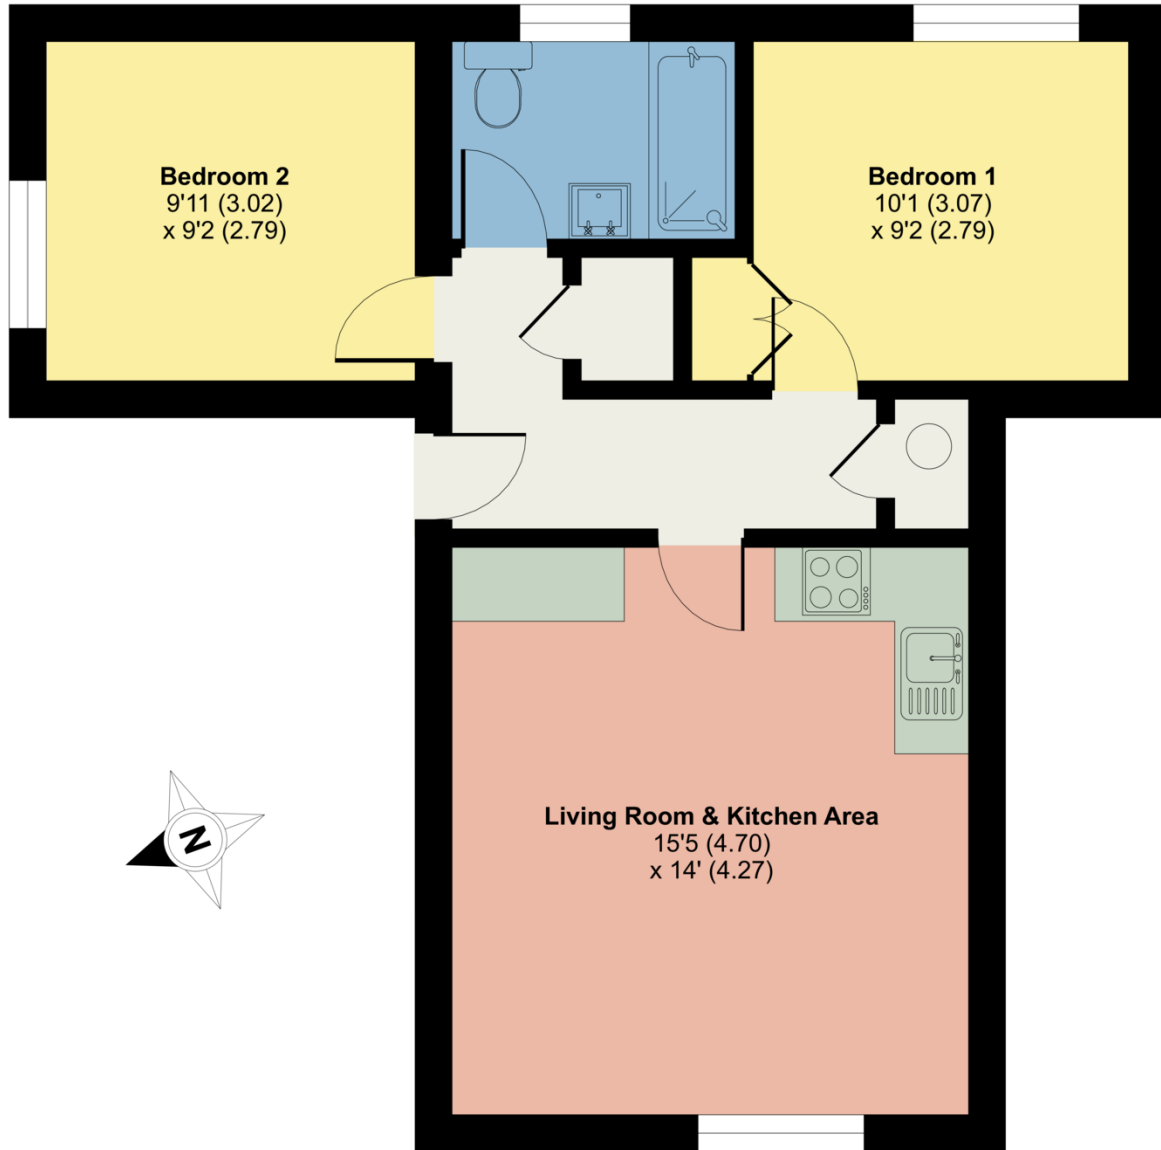 Bedroom 2
9'11 (3.02)
x 9'2 (2.79)
Bedroom 1
10'1 (3.07)
x 9'2 (2.79)
Living Room & Kitchen Area
15'5 (4.70)
x 14' (4.27)
N